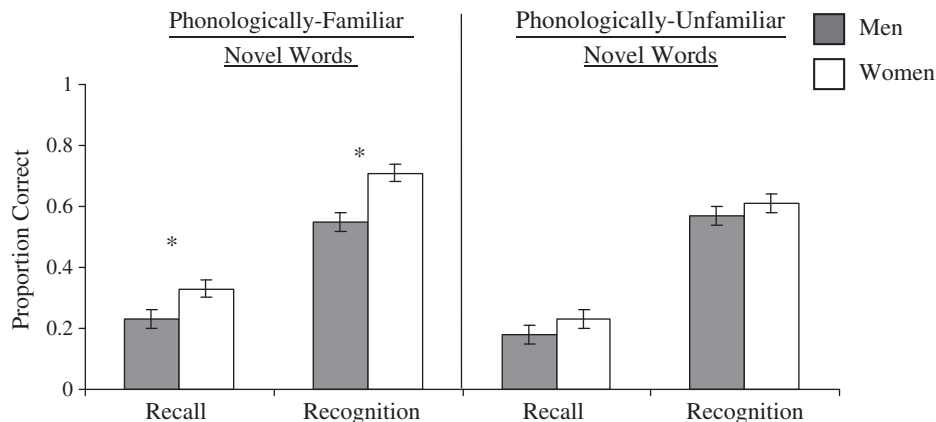 Phonologically-Familiar
Novel Words
Phonologically-Unfamiliar
Novel Words
Men
Women
Proportion Correct
1
0.8
0.6
0.4
0.2
0
*
*
Recall
Recognition
Recall
Recognition